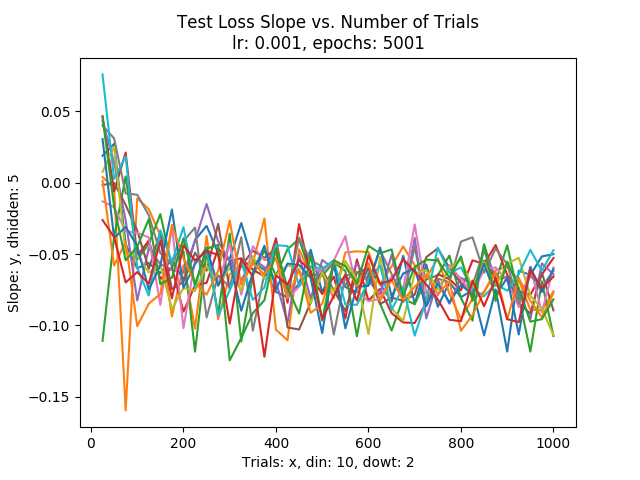 Test Loss Slope vs. Number of Trials
lr: 0.001, epochs: 5001
Slope: y, dhidden: 5
0.05
0.00
−0.05
−0.10
−0.15
0 200 400 600 800 1000
Trials: x, din: 10, dowt: 2